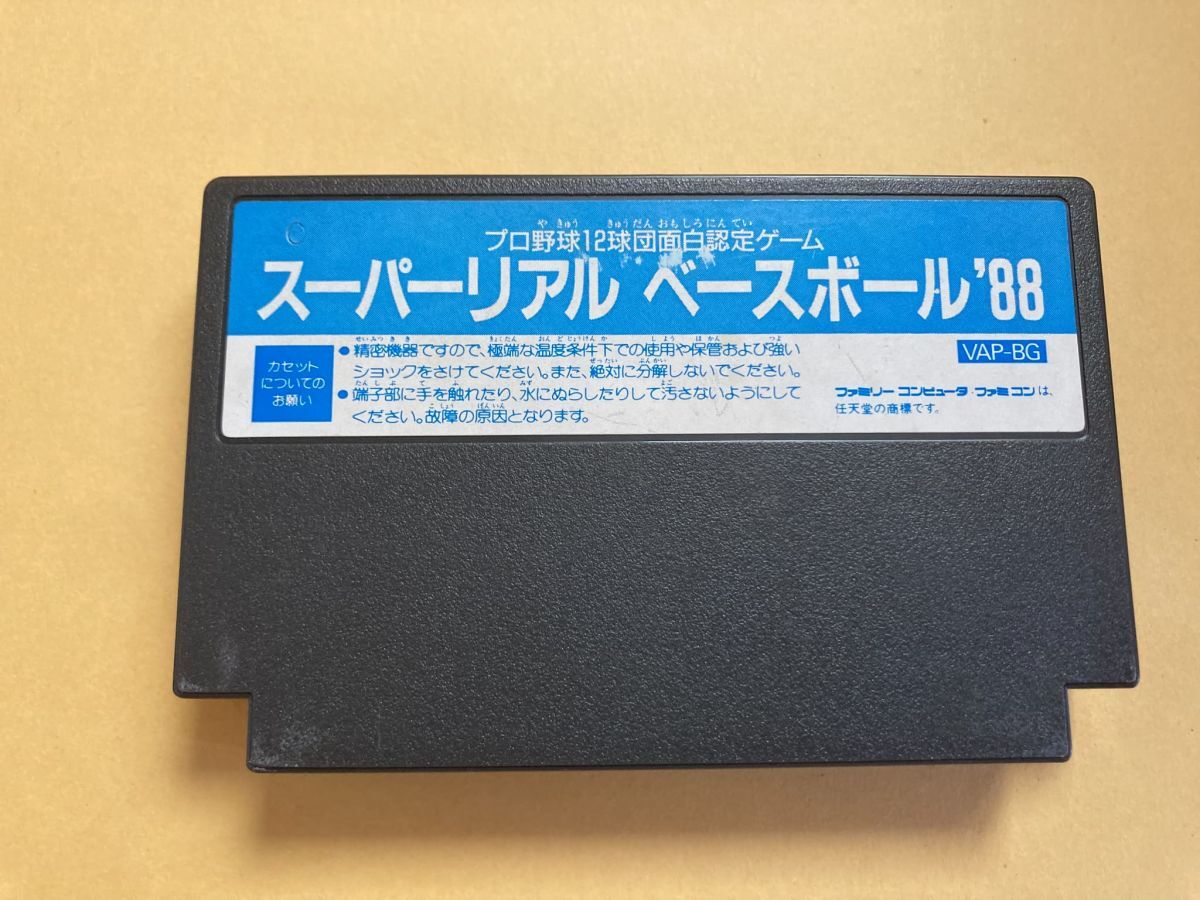 プロ野球12球団面白認定ゲーム
スーパーリアル ベースボール'88
カセット
についての
お願い
●精密機器ですので、極端な温度条件下での使用や保管および強い
ショックをさけてください。また、絶対に分解しないでください。
●端子部に手を触れたり、水にぬらしたりして汚さないようにして
ください。故障の原因となります。
VAP-BG
ファミリーコンピュータ・ファミコンは、
任天堂の商標です。